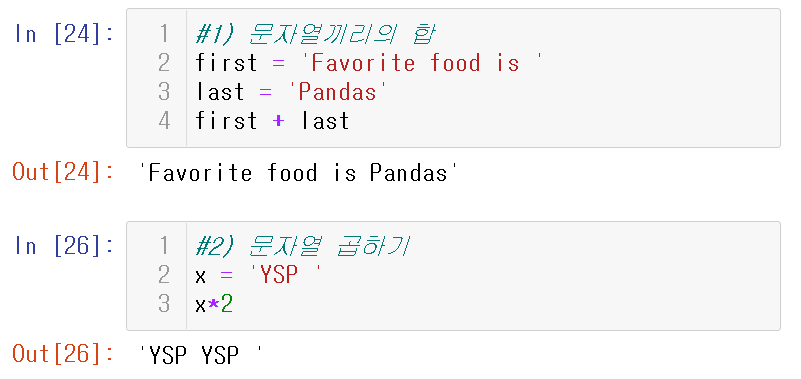 In [24]: 1 #1) 문자열끼리의 합
2 first = 'Favorite food is '
3 last = 'Pandas'
4 first + last
Out[24]: 'Favorite food is Pandas'
In [26]: 1 #2) 문자열 곱하기
2 x = 'YSP '
3 x*2
Out[26]: 'YSP YSP '